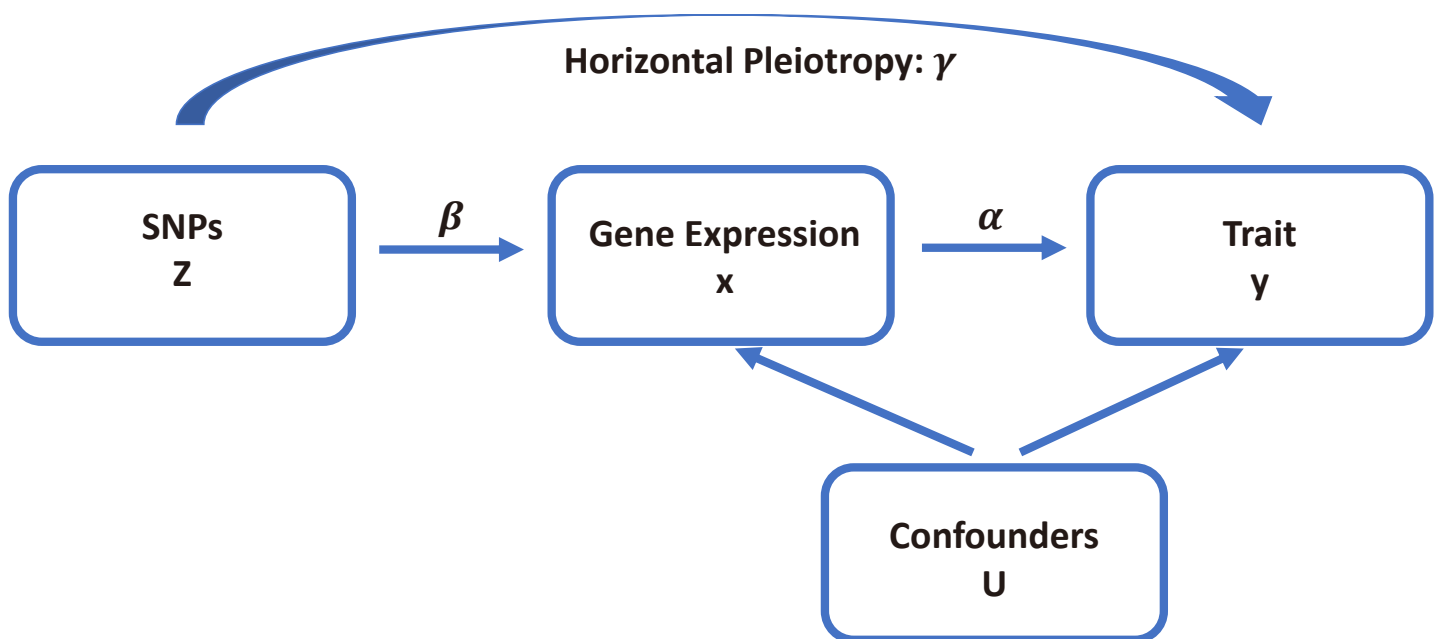 Horizontal Pleiotropy: γ
SNPs
Z
β
Gene Expression
x
α
Trait
y
Confounders
U